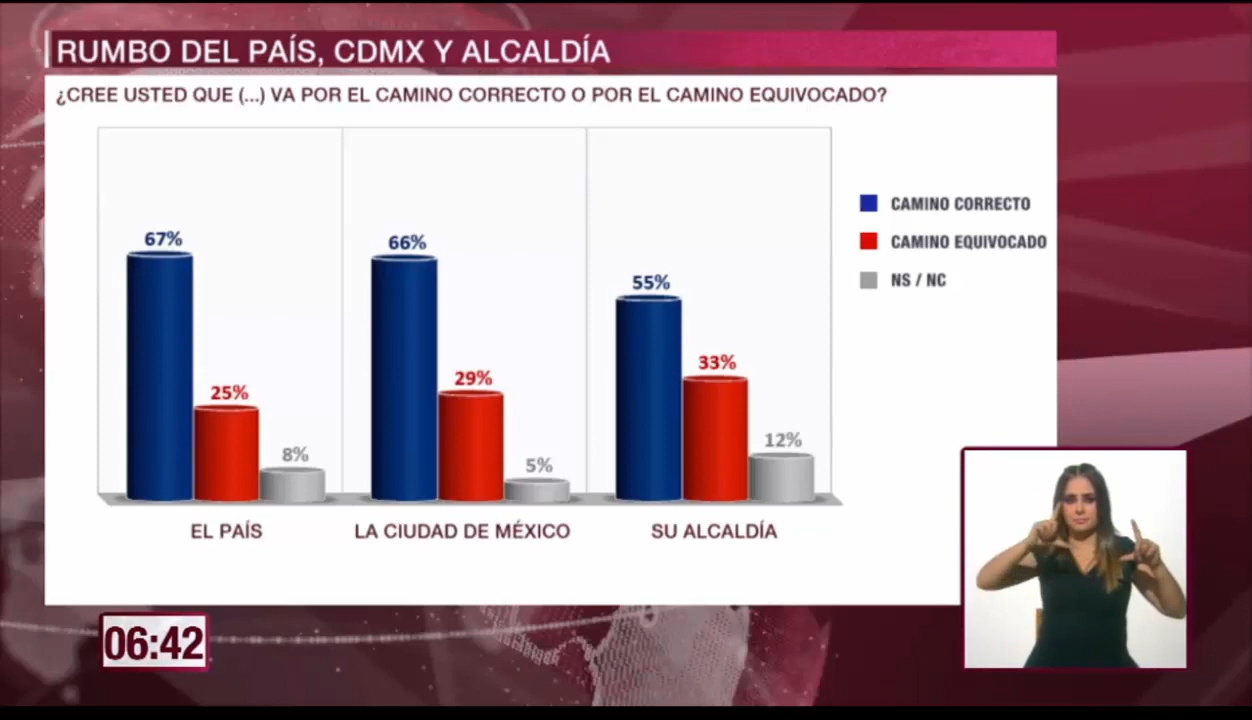 RUMBO DEL PAÍS, CDMX Y ALCALDÍA
¿CREE USTED QUE (...) VA POR EL CAMINO CORRECTO O POR EL CAMINO EQUIVOCADO?
67%
25%
8%
66%
29%
5%
55%
33%
12%
EL PAÍS
LA CIUDAD DE MÉXICO
SU ALCALDÍA
CAMINO CORRECTO
CAMINO EQUIVOCADO
NS / NC
06:42